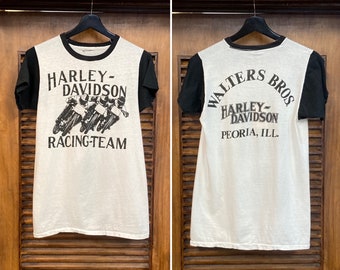 HARLEY-
DAVIDSON
RACING-TEAM
WALTERS BROS.
HARLEY-
DAVIDSON
PEORIA, ILL.